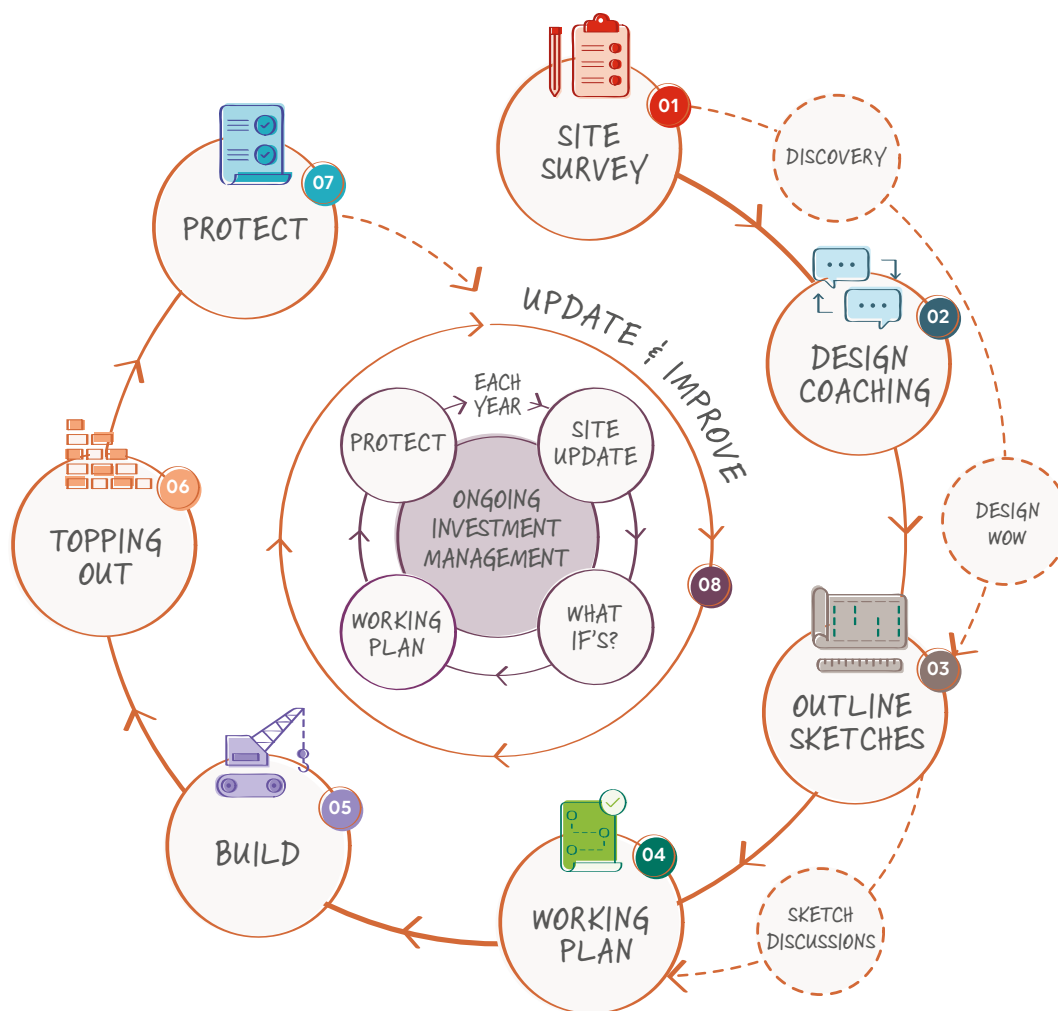 01
SITE
SURVEY
DISCOVERY
02
DESIGN
COACHING
DESIGN
WOW
03
OUTLINE
SKETCHES
SKETCH
DISCUSSIONS
04
WORKING
PLAN
05
BUILD
06
TOPPING
OUT
07
PROTECT
UPDATE & IMPROVE
08
EACH
YEAR
PROTECT
SITE
UPDATE
ONGOING
INVESTMENT
MANAGEMENT
WORKING
PLAN
WHAT
IF'S?